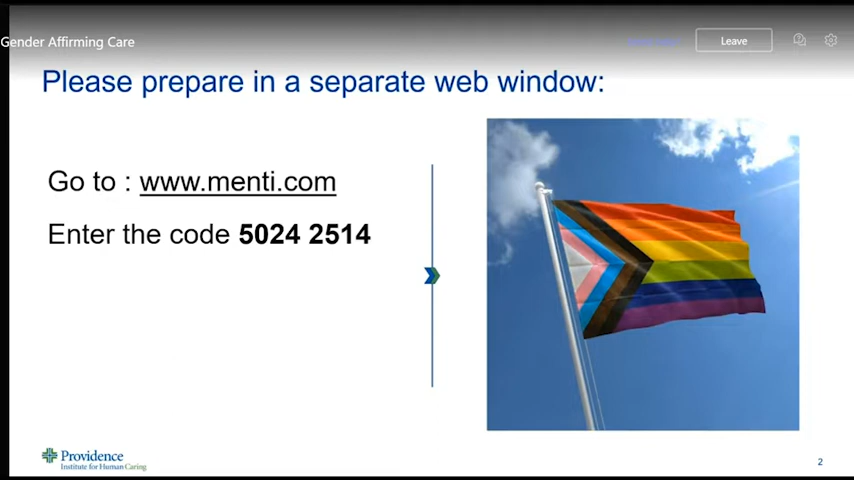 Gender Affirming Care
Leave
Please prepare in a separate web window:
Go to : www.menti.com
Enter the code 5024 2514
Providence
Institute for Human Caring
2